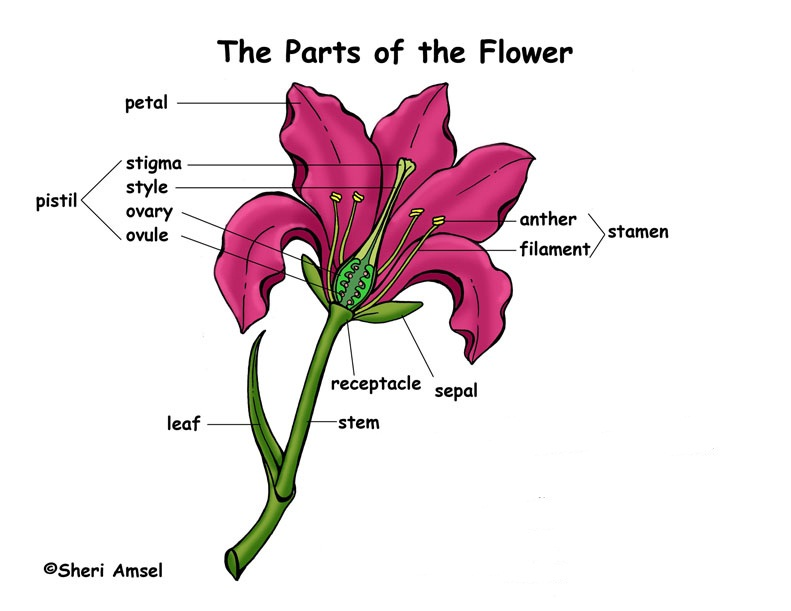 The Parts of the Flower
petal
stigma
style
pistil
ovary
ovule
anther
stamen
filament
receptacle
sepal
leaf
stem
©Sheri Amsel